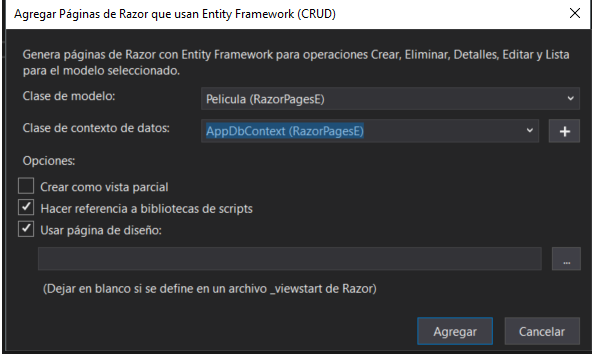 Agregar Páginas de Razor que usan Entity Framework (CRUD)
Genera páginas de Razor con Entity Framework para operaciones Crear, Eliminar, Detalles, Editar y Lista
para el modelo seleccionado.
Clase de modelo:
Pelicula (RazorPagesE)
Clase de contexto de datos:
AppDbContext (RazorPagesE)
+
Opciones:
Crear como vista parcial
Hacer referencia a bibliotecas de scripts
Usar página de diseño:
...
(Dejar en blanco si se define en un archivo _viewstart de Razor)
Agregar
Cancelar